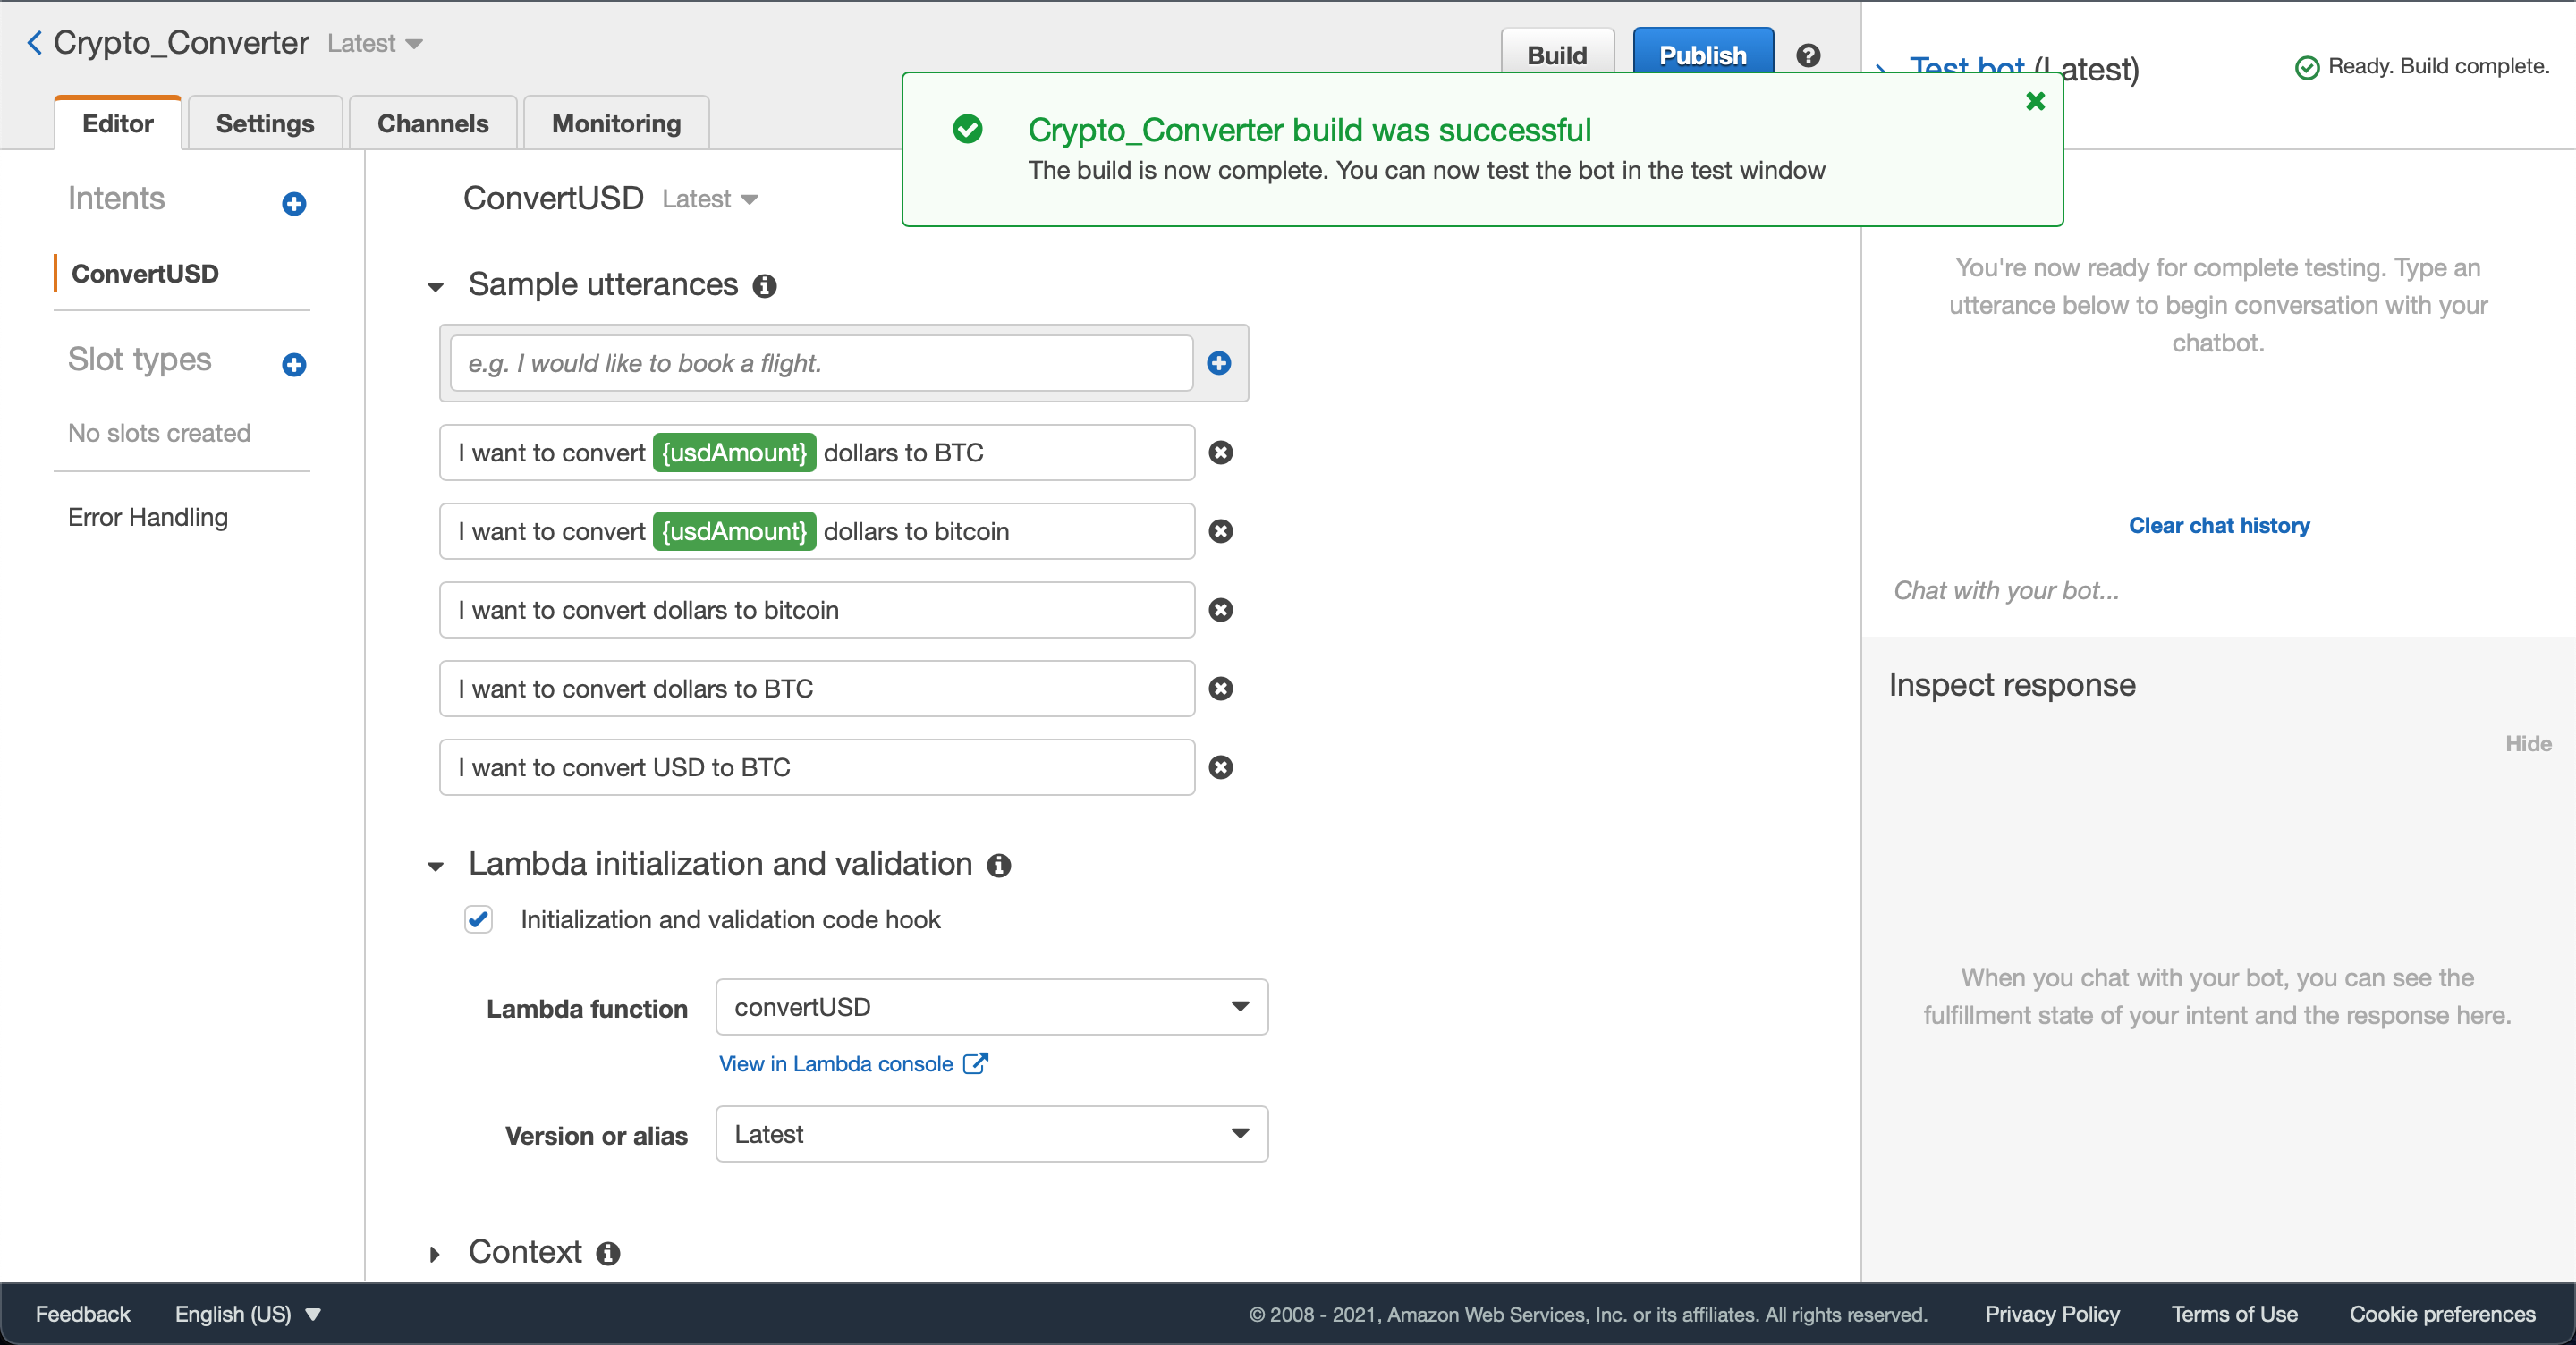 Crypto_Converter Latest
Build
Publish
Test bot (Latest)
Ready. Build complete.
Editor
Settings
Channels
Monitoring
Crypto_Converter build was successful
The build is now complete. You can now test the bot in the test window
Intents
ConvertUSD
Slot types
No slots created
Error Handling
ConvertUSD Latest
Sample utterances
e.g. I would like to book a flight.
I want to convert {usdAmount} dollars to BTC
I want to convert {usdAmount} dollars to bitcoin
I want to convert dollars to bitcoin
I want to convert dollars to BTC
I want to convert USD to BTC
Lambda initialization and validation
Initialization and validation code hook
Lambda function convertUSD
View in Lambda console
Version or alias Latest
Context
You're now ready for complete testing. Type an
utterance below to begin conversation with your
chatbot.
Clear chat history
Chat with your bot...
Inspect response
Hide
When you chat with your bot, you can see the
fulfillment state of your intent and the response here.
Feedback English (US) © 2008 - 2021, Amazon Web Services, Inc. or its affiliates. All rights reserved. Privacy Policy Terms of Use Cookie preferences